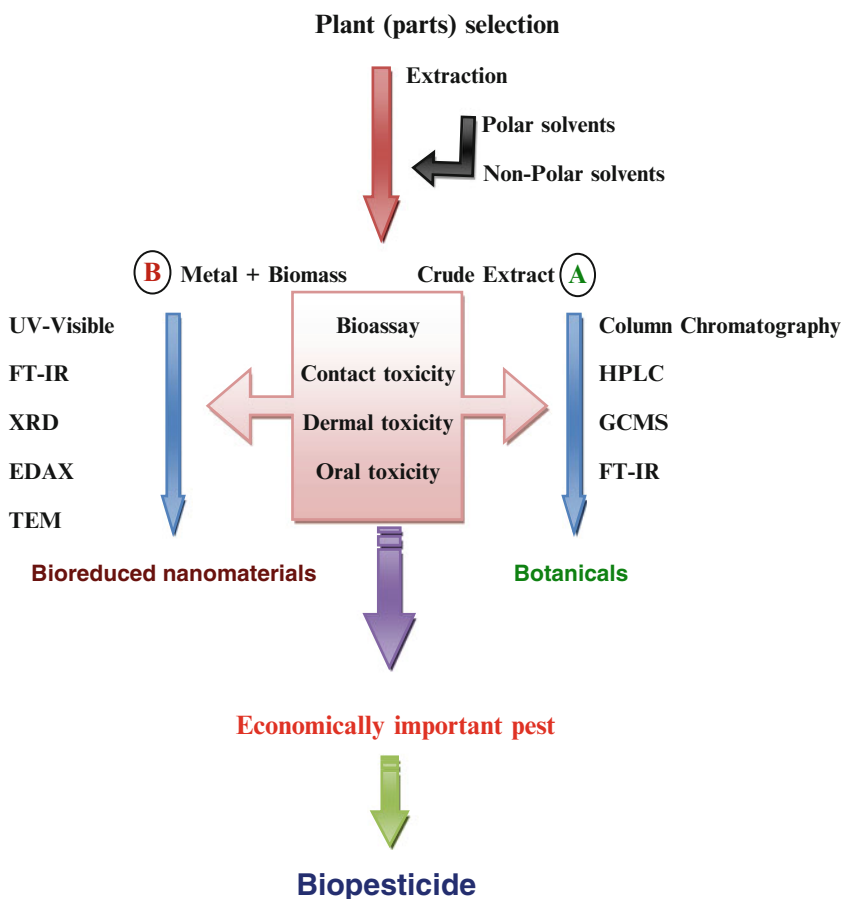 Plant (parts) selection
Extraction
Polar solvents
Non-Polar solvents
B Metal + Biomass
Crude Extract A
UV-Visible
FT-IR
XRD
EDAX
TEM
Bioassay
Contact toxicity
Dermal toxicity
Oral toxicity
Column Chromatography
HPLC
GCMS
FT-IR
Bioreduced nanomaterials
Botanicals
Economically important pest
Biopesticide